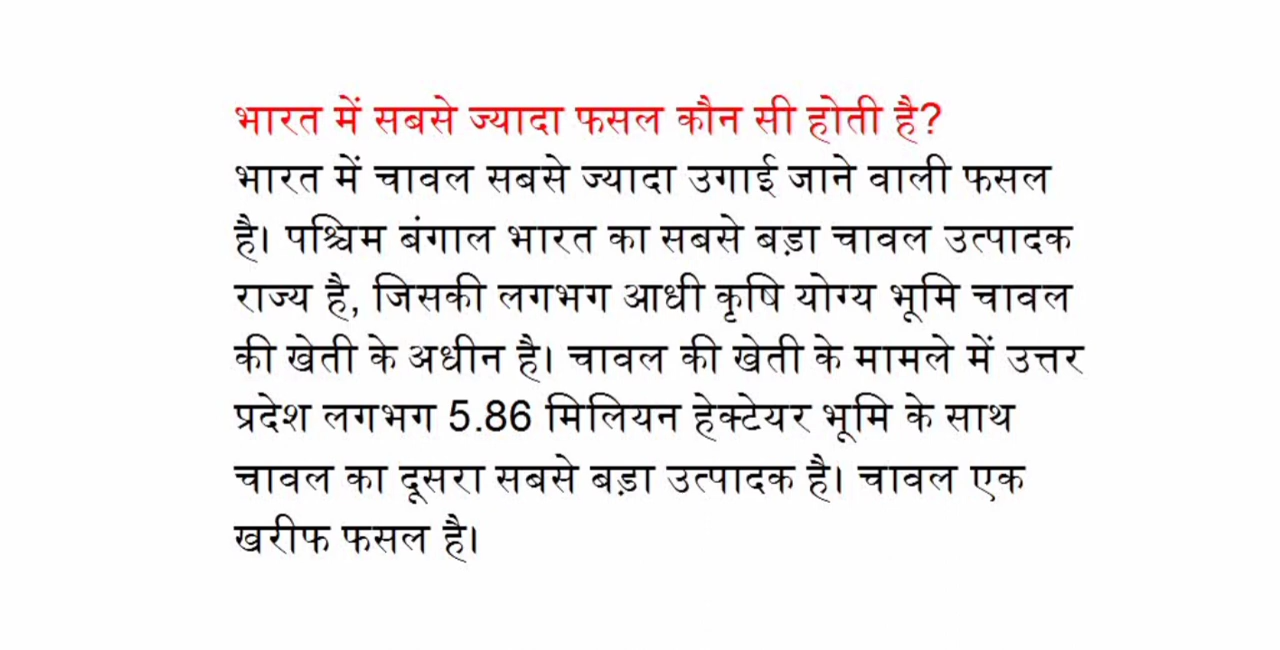 भारत में सबसे ज्यादा फसल कौन सी होती है?
भारत में चावल सबसे ज्यादा उगाई जाने वाली फसल
है। पश्चिम बंगाल भारत का सबसे बड़ा चावल उत्पादक
राज्य है, जिसकी लगभग आधी कृषि योग्य भूमि चावल
की खेती के अधीन है। चावल की खेती के मामले में उत्तर
प्रदेश लगभग 5.86 मिलियन हेक्टेयर भूमि के साथ
चावल का दूसरा सबसे बड़ा उत्पादक है। चावल एक
खरीफ फसल है।